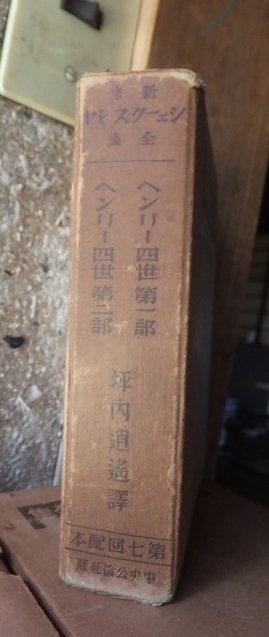 新修
シェークスピヤ
全集
ヘンリー四世 第一部
ヘンリー四世 第二部
坪内逍遙譯
第七回配本
中央公論社版